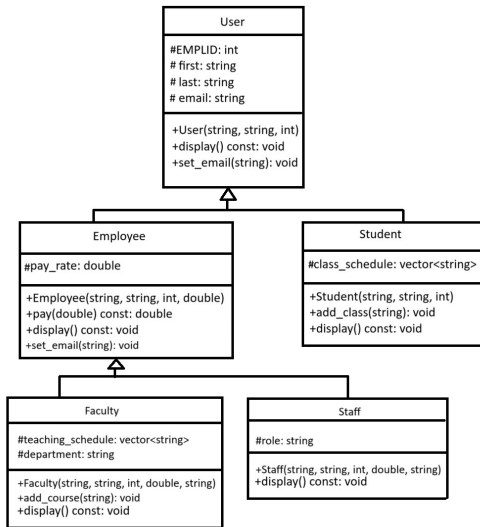 User
#EMPLID: int
# first: string
# last: string
# email: string
+User(string, string, int)
+display() const: void
+set_email(string): void
Employee
#pay_rate: double
+Employee(string, string, int, double)
+pay(double) const: double
+display() const: void
+set_email(string): void
Student
#class_schedule: vector<string>
+Student(string, string, int)
+add_class(string): void
+display() const: void
Faculty
#teaching_schedule: vector<string>
#department: string
+Faculty(string, string, int, double, string)
+add_course(string): void
+display() const: void
Staff
#role: string
+Staff(string, string, int, double, string)
+display() const: void